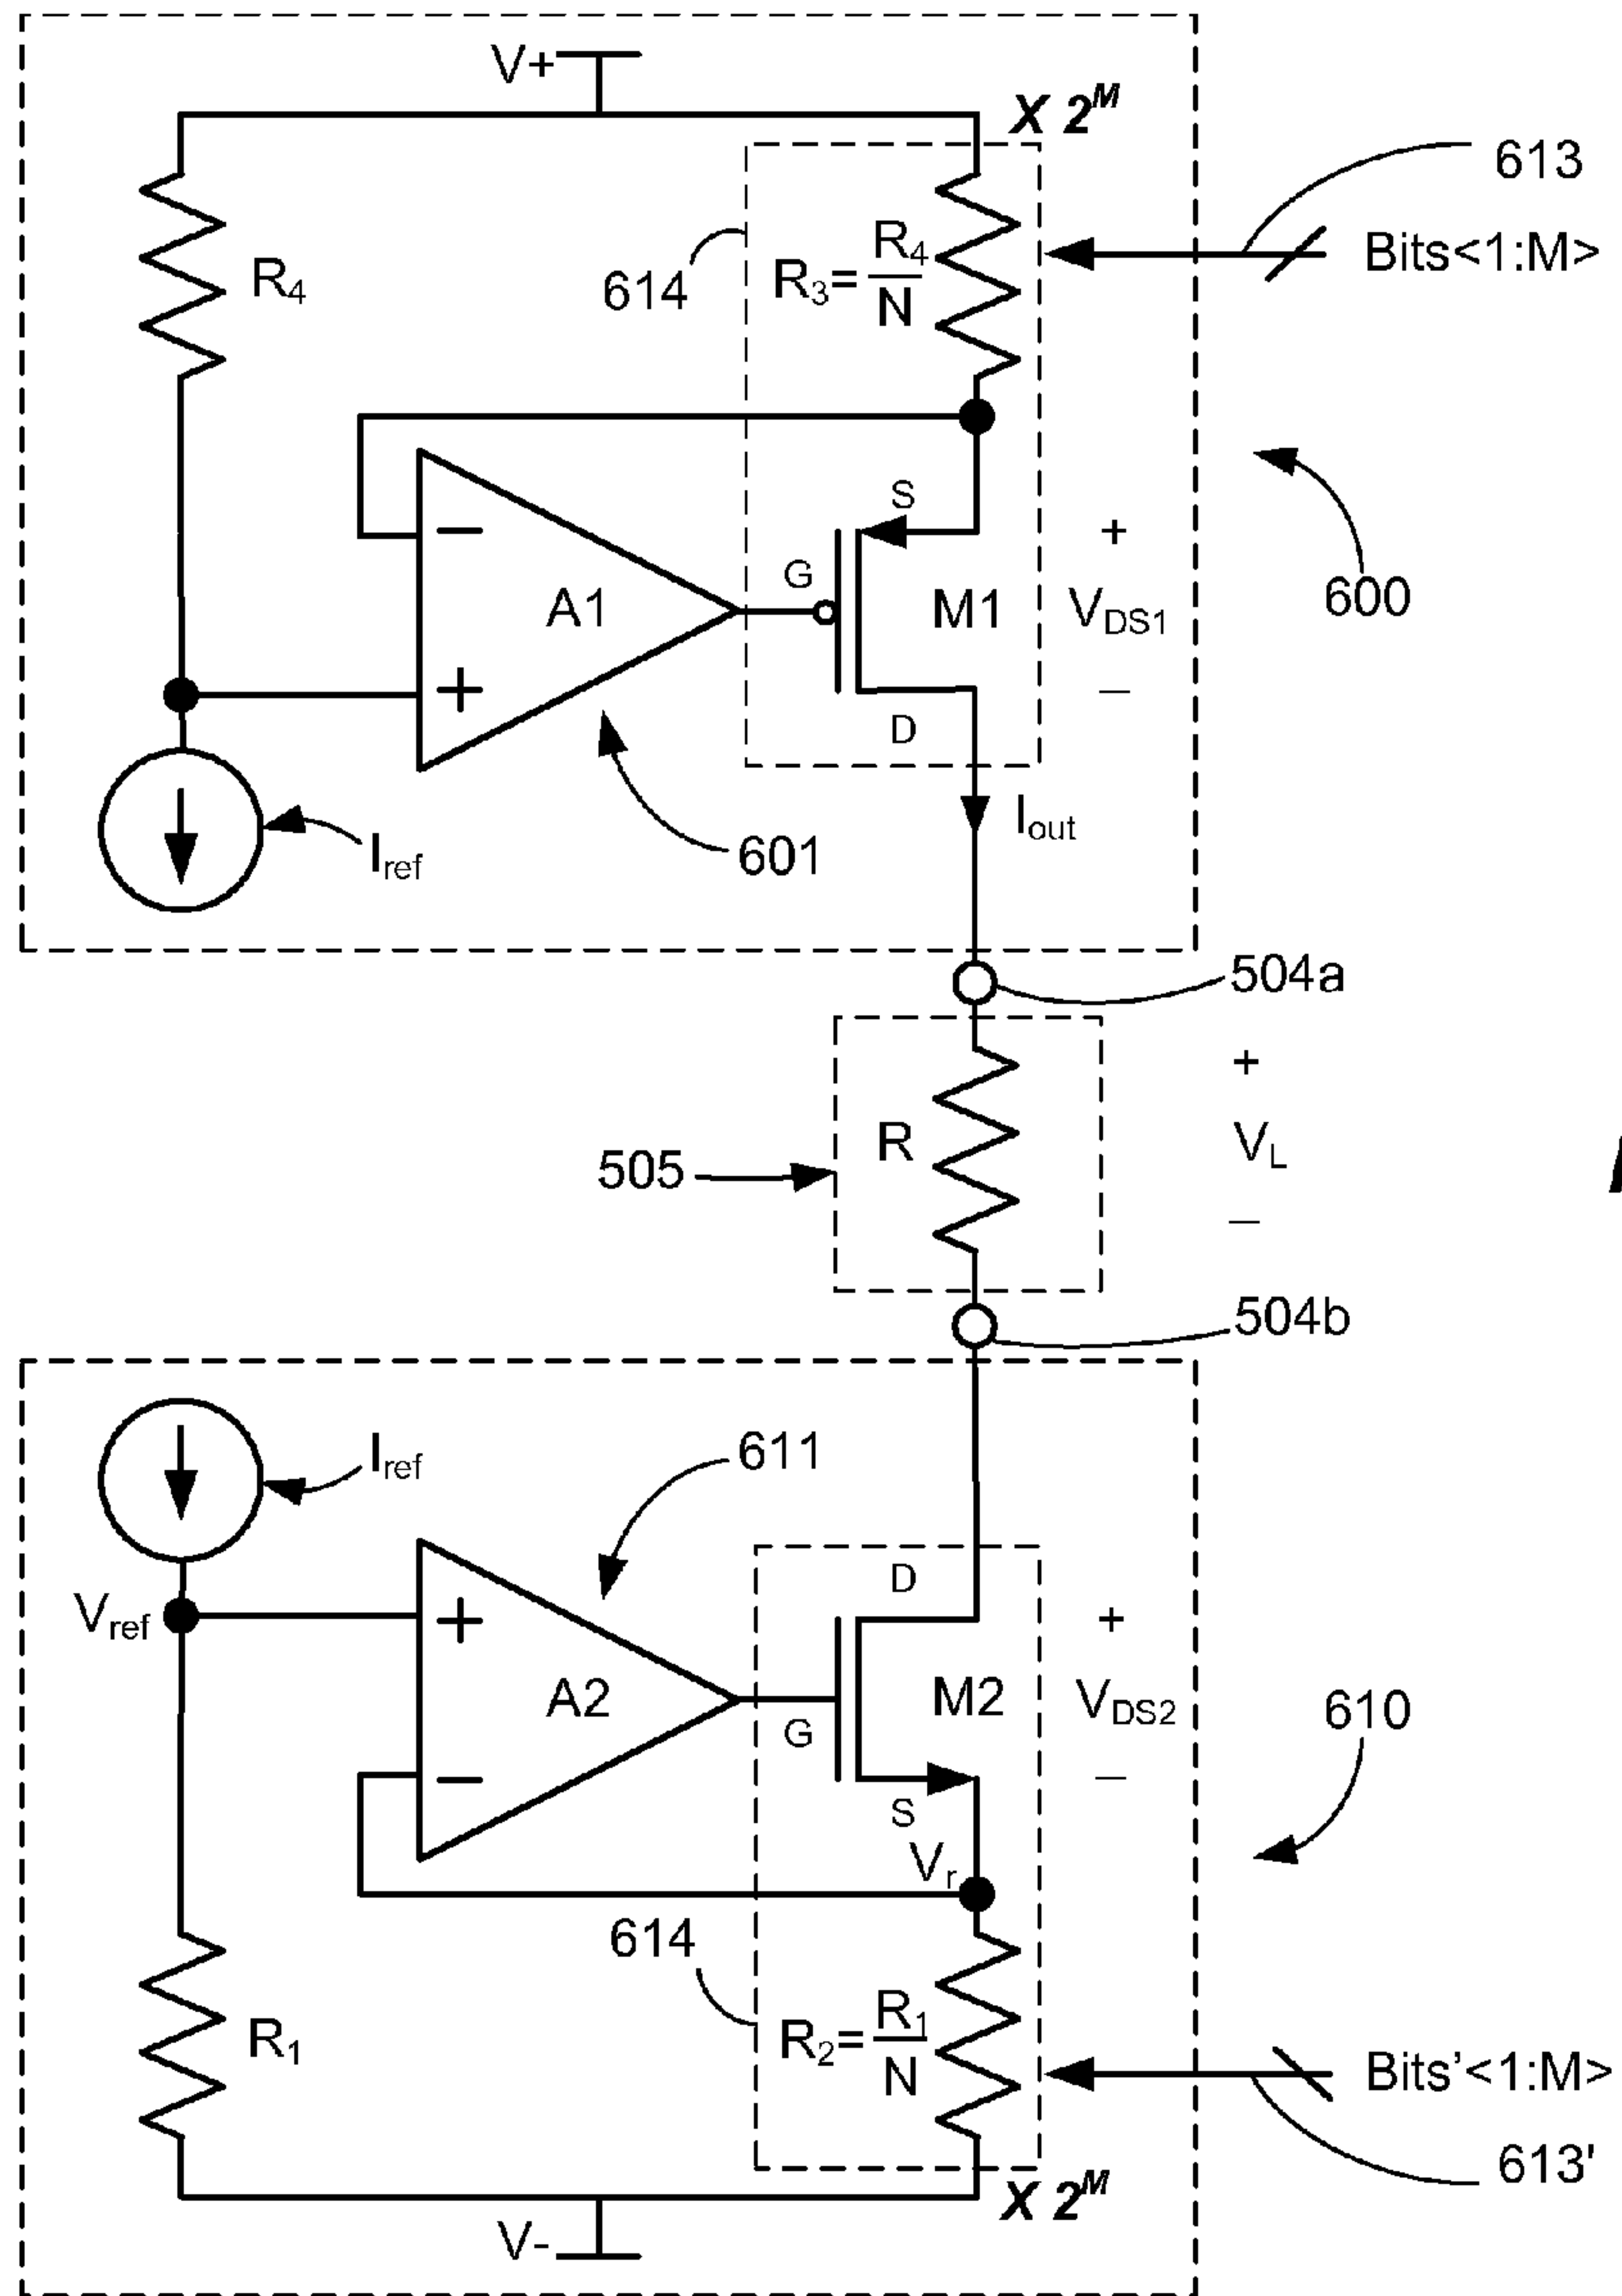 V+
X 2^M
613
Bits<1:M>
R4
614
R3=R4/N
−
S
+
G
A1
M1
VDS1
600
+
−
D
Iout
601
Iref
504a
+
R
VL
505
−
504b
Iref
611
D
Vref
+
+
A2
M2
VDS2
610
G
−
−
S
Vr
614
R1
R2=R1/N
Bits'<1:M>
613'
X 2^M
V-